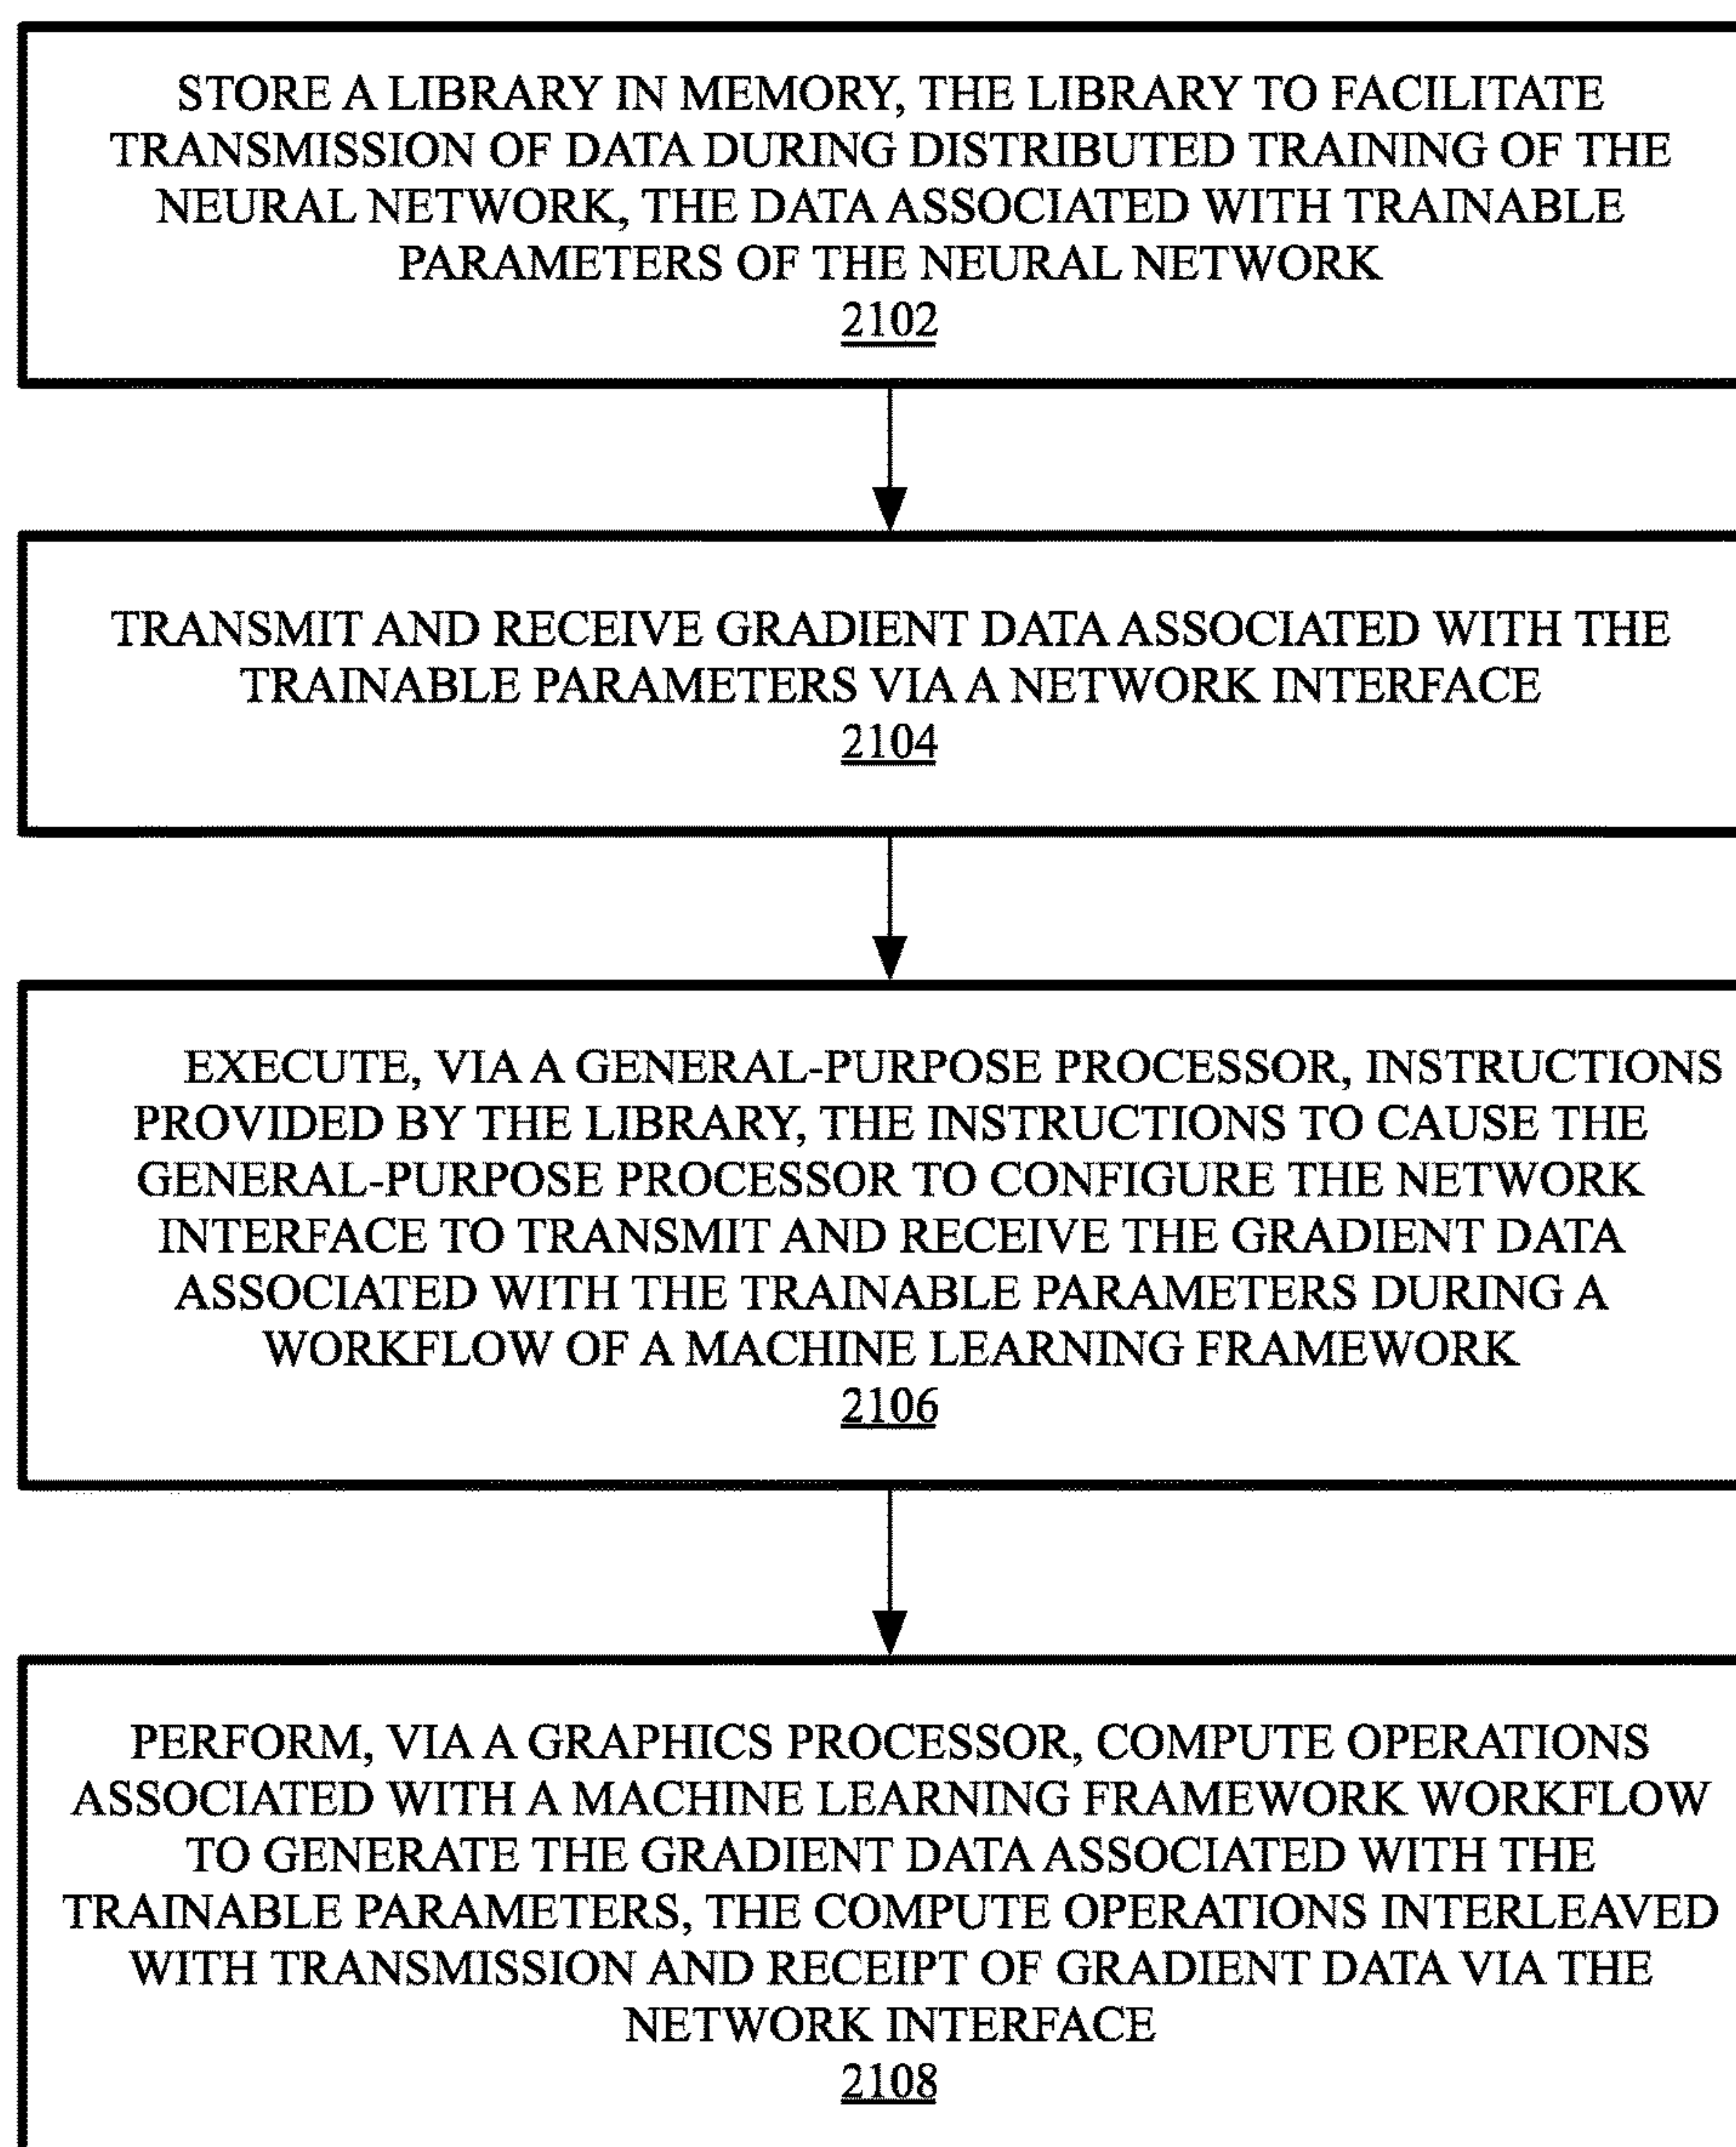 STORE A LIBRARY IN MEMORY, THE LIBRARY TO FACILITATE
TRANSMISSION OF DATA DURING DISTRIBUTED TRAINING OF THE
NEURAL NETWORK, THE DATA ASSOCIATED WITH TRAINABLE
PARAMETERS OF THE NEURAL NETWORK
2102
TRANSMIT AND RECEIVE GRADIENT DATA ASSOCIATED WITH THE
TRAINABLE PARAMETERS VIA A NETWORK INTERFACE
2104
EXECUTE, VIA A GENERAL-PURPOSE PROCESSOR, INSTRUCTIONS
PROVIDED BY THE LIBRARY, THE INSTRUCTIONS TO CAUSE THE
GENERAL-PURPOSE PROCESSOR TO CONFIGURE THE NETWORK
INTERFACE TO TRANSMIT AND RECEIVE THE GRADIENT DATA
ASSOCIATED WITH THE TRAINABLE PARAMETERS DURING A
WORKFLOW OF A MACHINE LEARNING FRAMEWORK
2106
PERFORM, VIA A GRAPHICS PROCESSOR, COMPUTE OPERATIONS
ASSOCIATED WITH A MACHINE LEARNING FRAMEWORK WORKFLOW
TO GENERATE THE GRADIENT DATA ASSOCIATED WITH THE
TRAINABLE PARAMETERS, THE COMPUTE OPERATIONS INTERLEAVED
WITH TRANSMISSION AND RECEIPT OF GRADIENT DATA VIA THE
NETWORK INTERFACE
2108